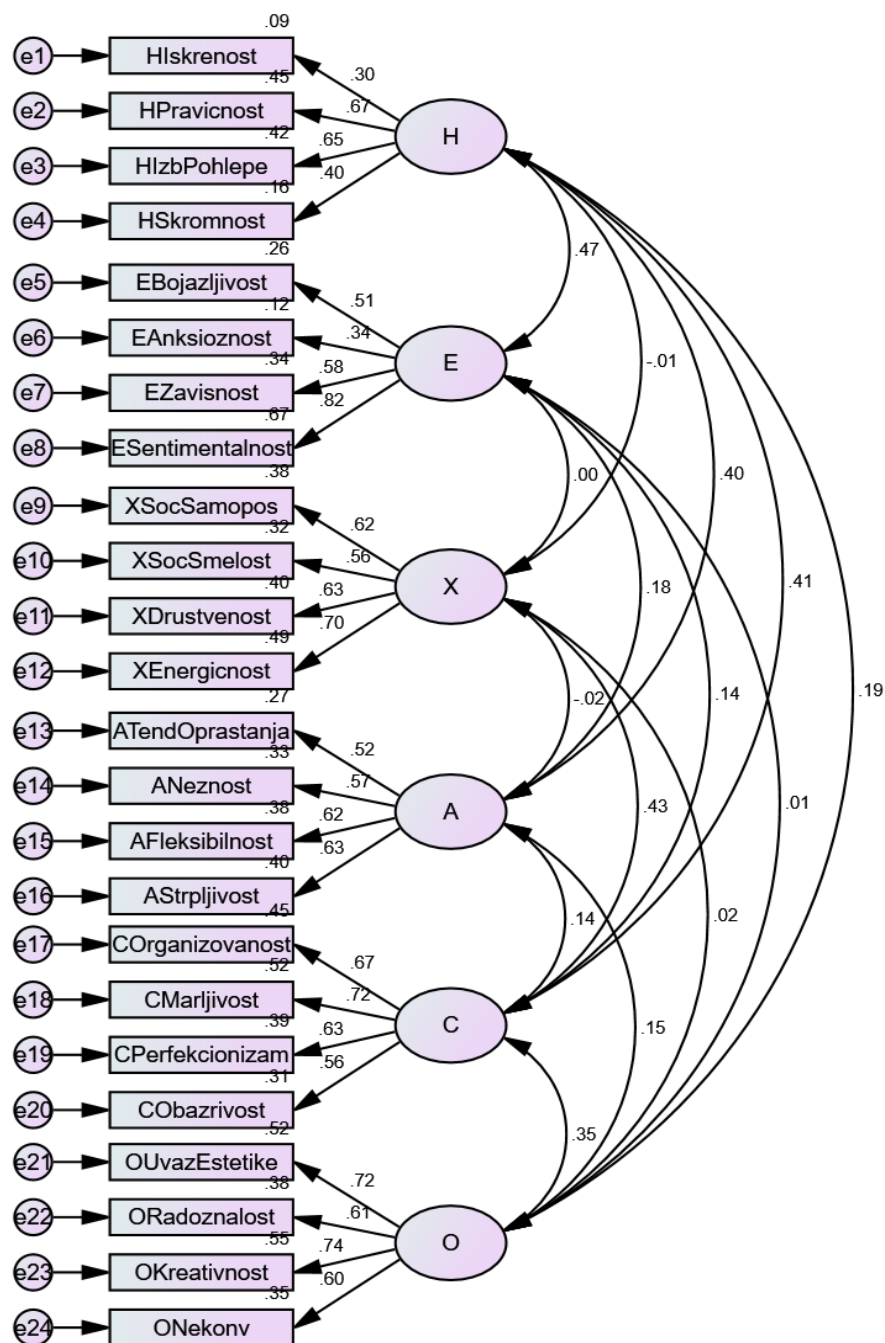 .09
e1 HIskrenost
.30
.45
e2 HPravicnost
.67
.42
e3 HIzbPohlepe
.65
.16
e4 HSkromnost
.40
H
.26
e5 EBojazljivost
.51
.12
e6 EAnksioznost
.34
.34
e7 EZavisnost
.58
.67
e8 ESentimentalnost
.82
E
.38
e9 XSocSamopos
.62
.32
e10 XSocSmelost
.56
.40
e11 XDrustvenost
.63
.49
e12 XEnergicnost
.70
X
.27
e13 ATendOprastanja
.52
.33
e14 ANeznost
.57
.38
e15 AFleksibilnost
.62
.40
e16 AStrpljivost
.63
A
.45
e17 COrganizovanost
.67
.52
e18 CMarljivost
.72
.39
e19 CPerfekcionizam
.63
.31
e20 CObazrivost
.56
C
.52
e21 OUvazEstetike
.72
.38
e22 ORadoznalost
.61
.55
e23 OKreativnost
.74
.35
e24 ONekonv
.60
O
.47
-.01
.40
.41
.19
.00
.18
.14
.01
-.02
.43
.02
.14
.15
.35